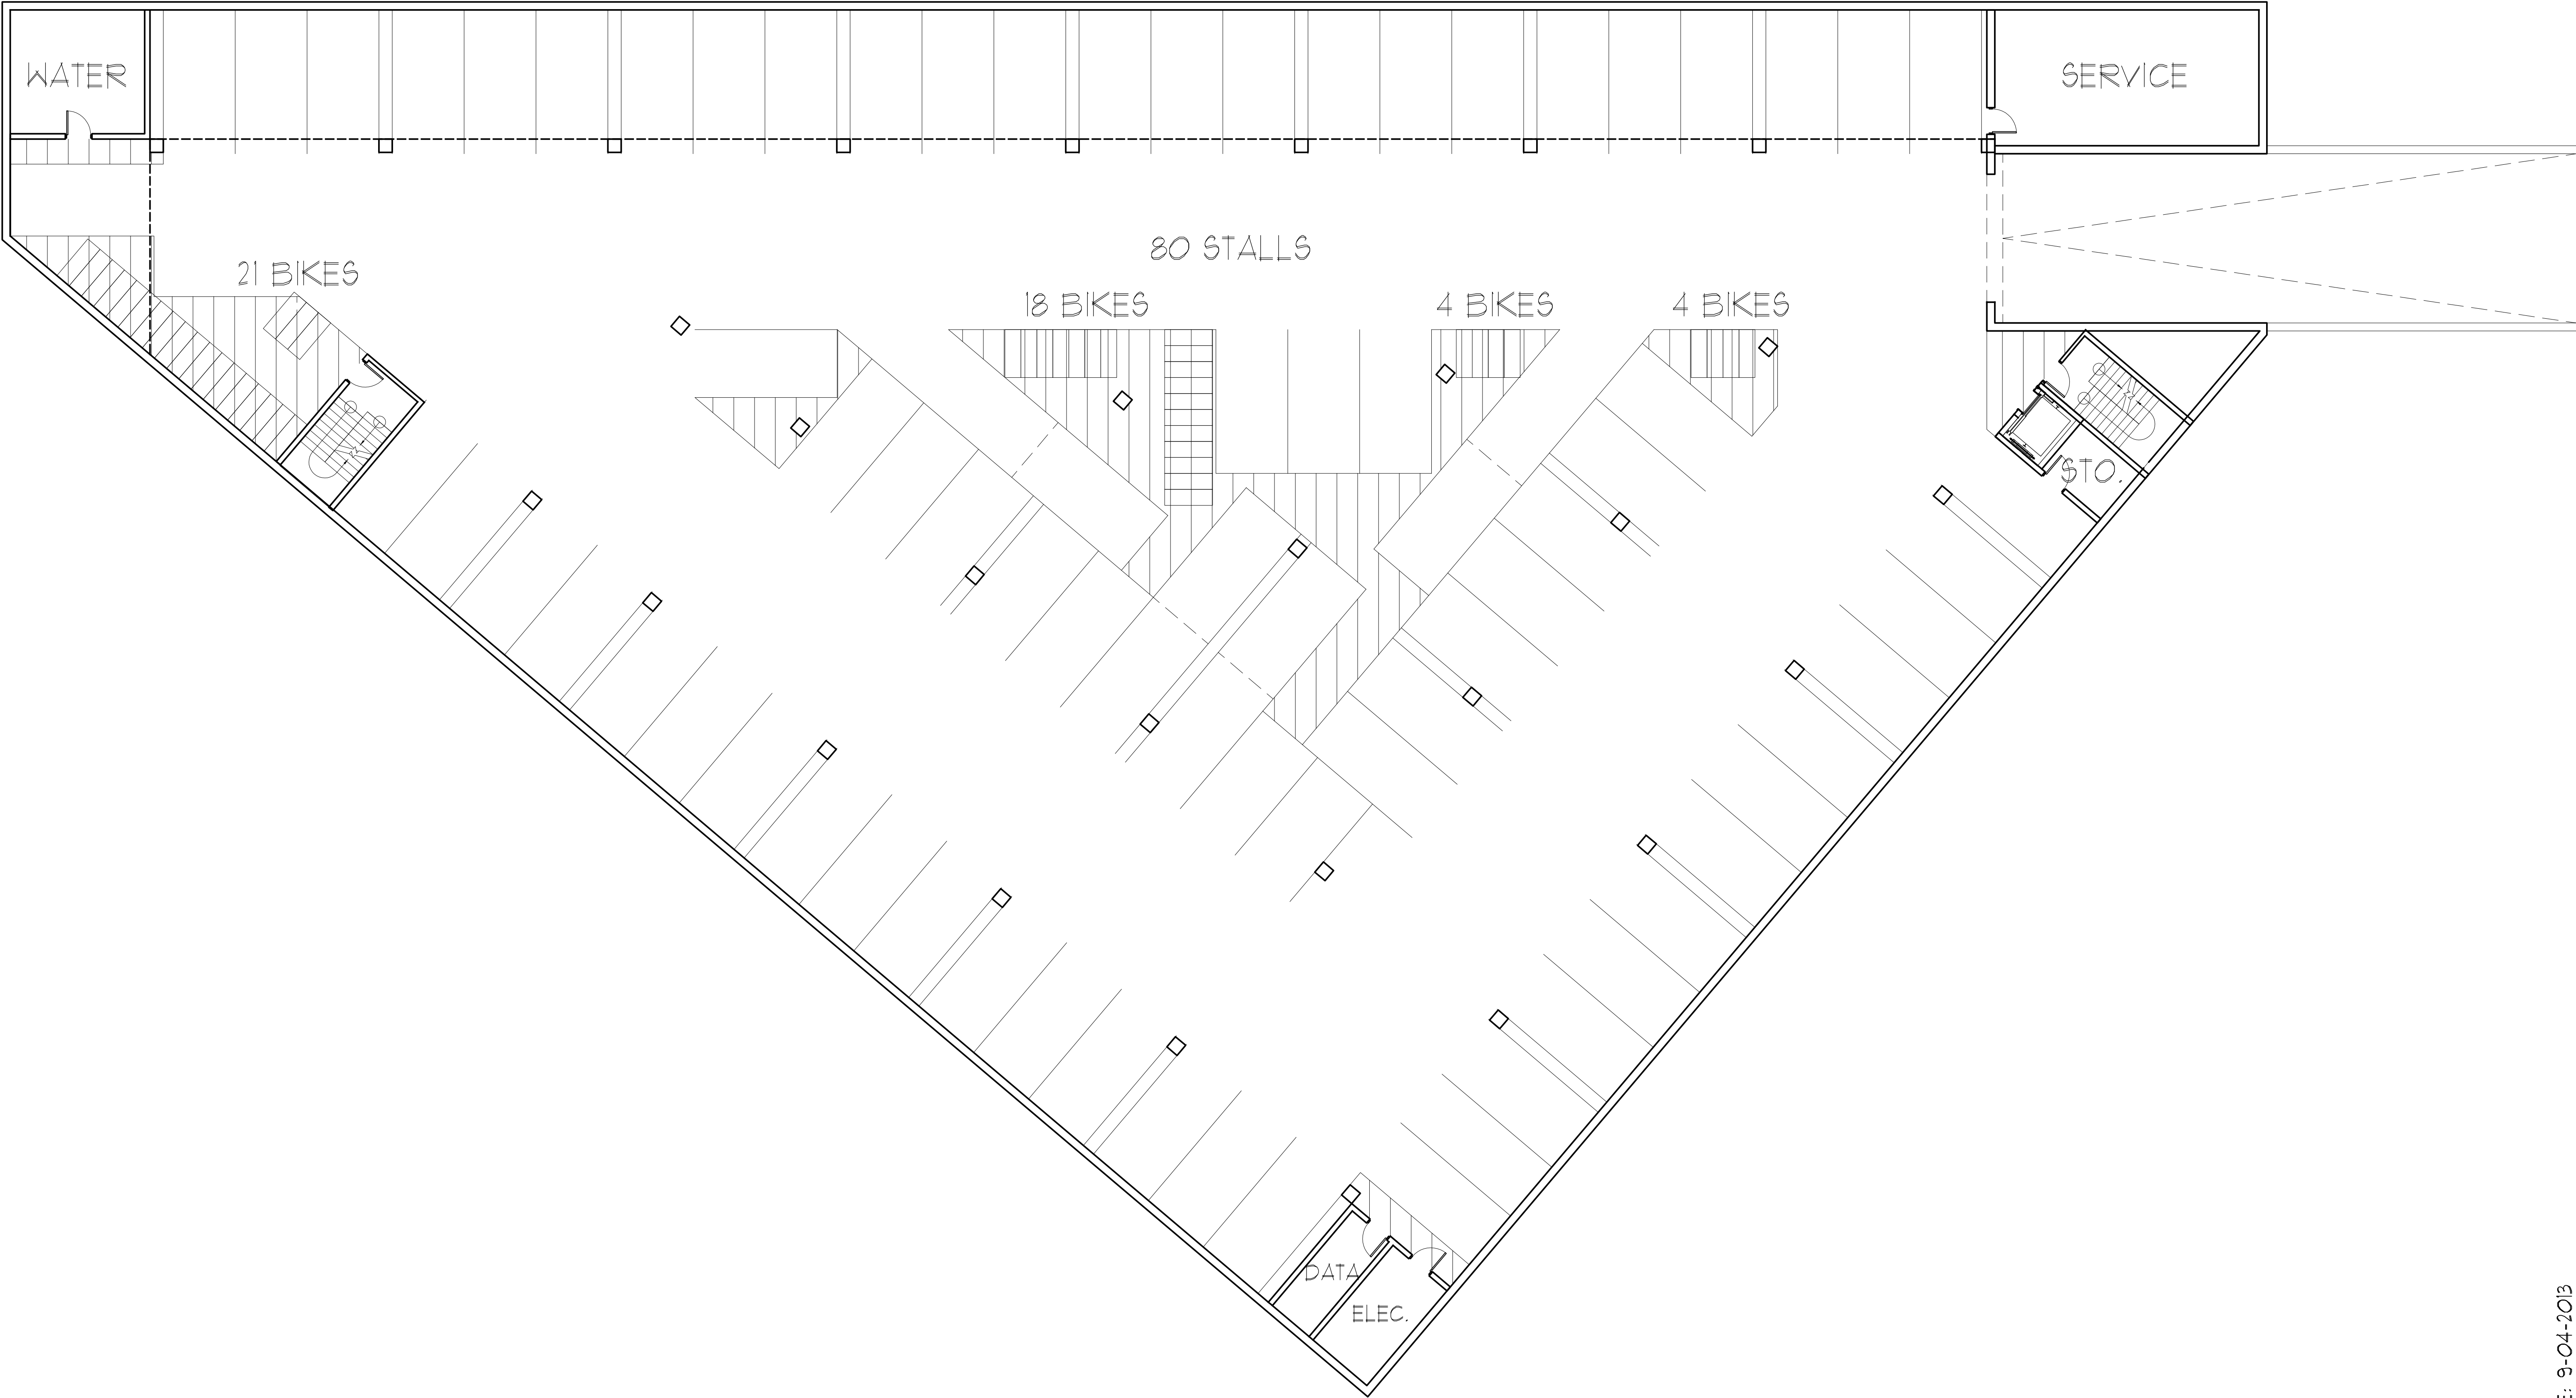 WATER
SERVICE
80 STALLS
21 BIKES
18 BIKES
4 BIKES
4 BIKES
STO.
DATA
ELEC.
E: 9-04-2013